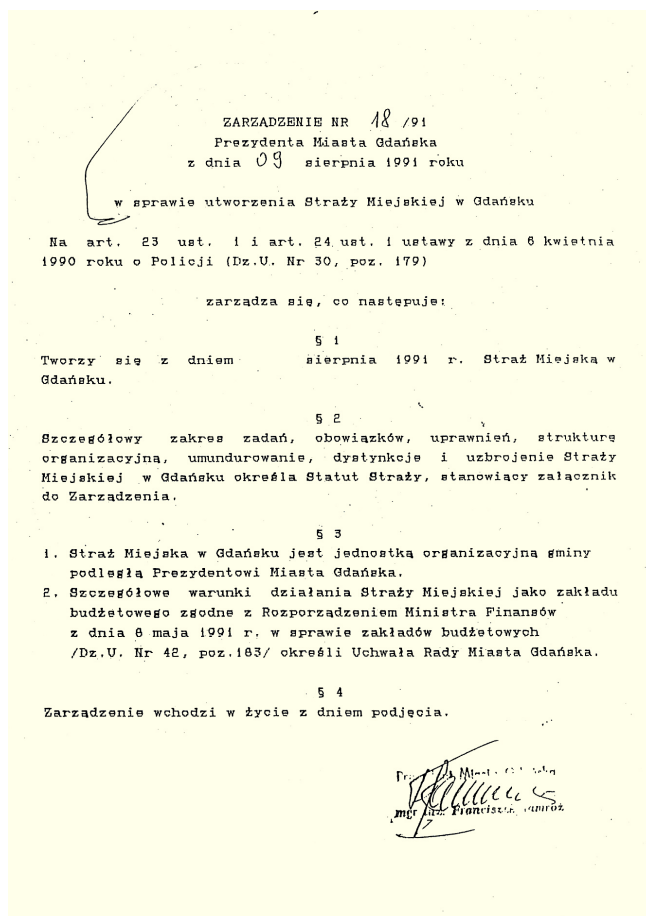 ZARZĄDZENIE NR 18 /91
Prezydenta Miasta Gdańska
z dnia 09 sierpnia 1991 roku
w sprawie utworzenia Straży Miejskiej w Gdańsku
Na art. 23 ust. 1 i art. 24 ust. 1 ustawy z dnia 6 kwietnia
1990 roku o Policji (Dz.U. Nr 30, poz. 179)
zarządza się, co następuje:
§ 1
Tworzy się z dniem sierpnia 1991 r. Straż Miejską w
Gdańsku.
§ 2
Szczegółowy zakres zadań, obowiązków, uprawnień, strukturę
organizacyjną, umundurowanie, dystynkcje i uzbrojenie Straży
Miejskiej w Gdańsku określa Statut Straży, stanowiący załącznik
do Zarządzenia.
§ 3
1. Straż Miejska w Gdańsku jest jednostką organizacyjną gminy
podległą Prezydentowi Miasta Gdańska.
2. Szczegółowe warunki działania Straży Miejskiej jako zakładu
budżetowego zgodne z Rozporządzeniem Ministra Finansów
z dnia 8 maja 1991 r. w sprawie zakładów budżetowych
/Dz.U. Nr 42, poz.183/ określi Uchwała Rady Miasta Gdańska.
§ 4
Zarządzenie wchodzi w życie z dniem podjęcia.
mgr inż. Franciszek Jamroż